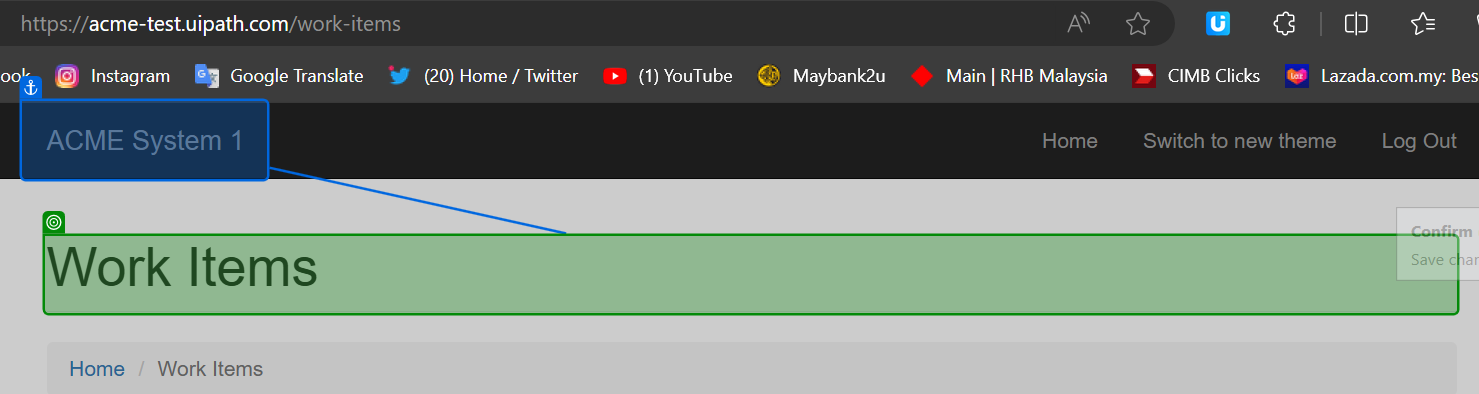 https://acme-test.uipath.com/work-items
ook Instagram Google Translate (20) Home / Twitter (1) YouTube Maybank2u Main | RHB Malaysia CIMB Clicks Lazada.com.my: Bes
ACME System 1 Home Switch to new theme Log Out
Work Items
Confirm
Save chan
Home / Work Items